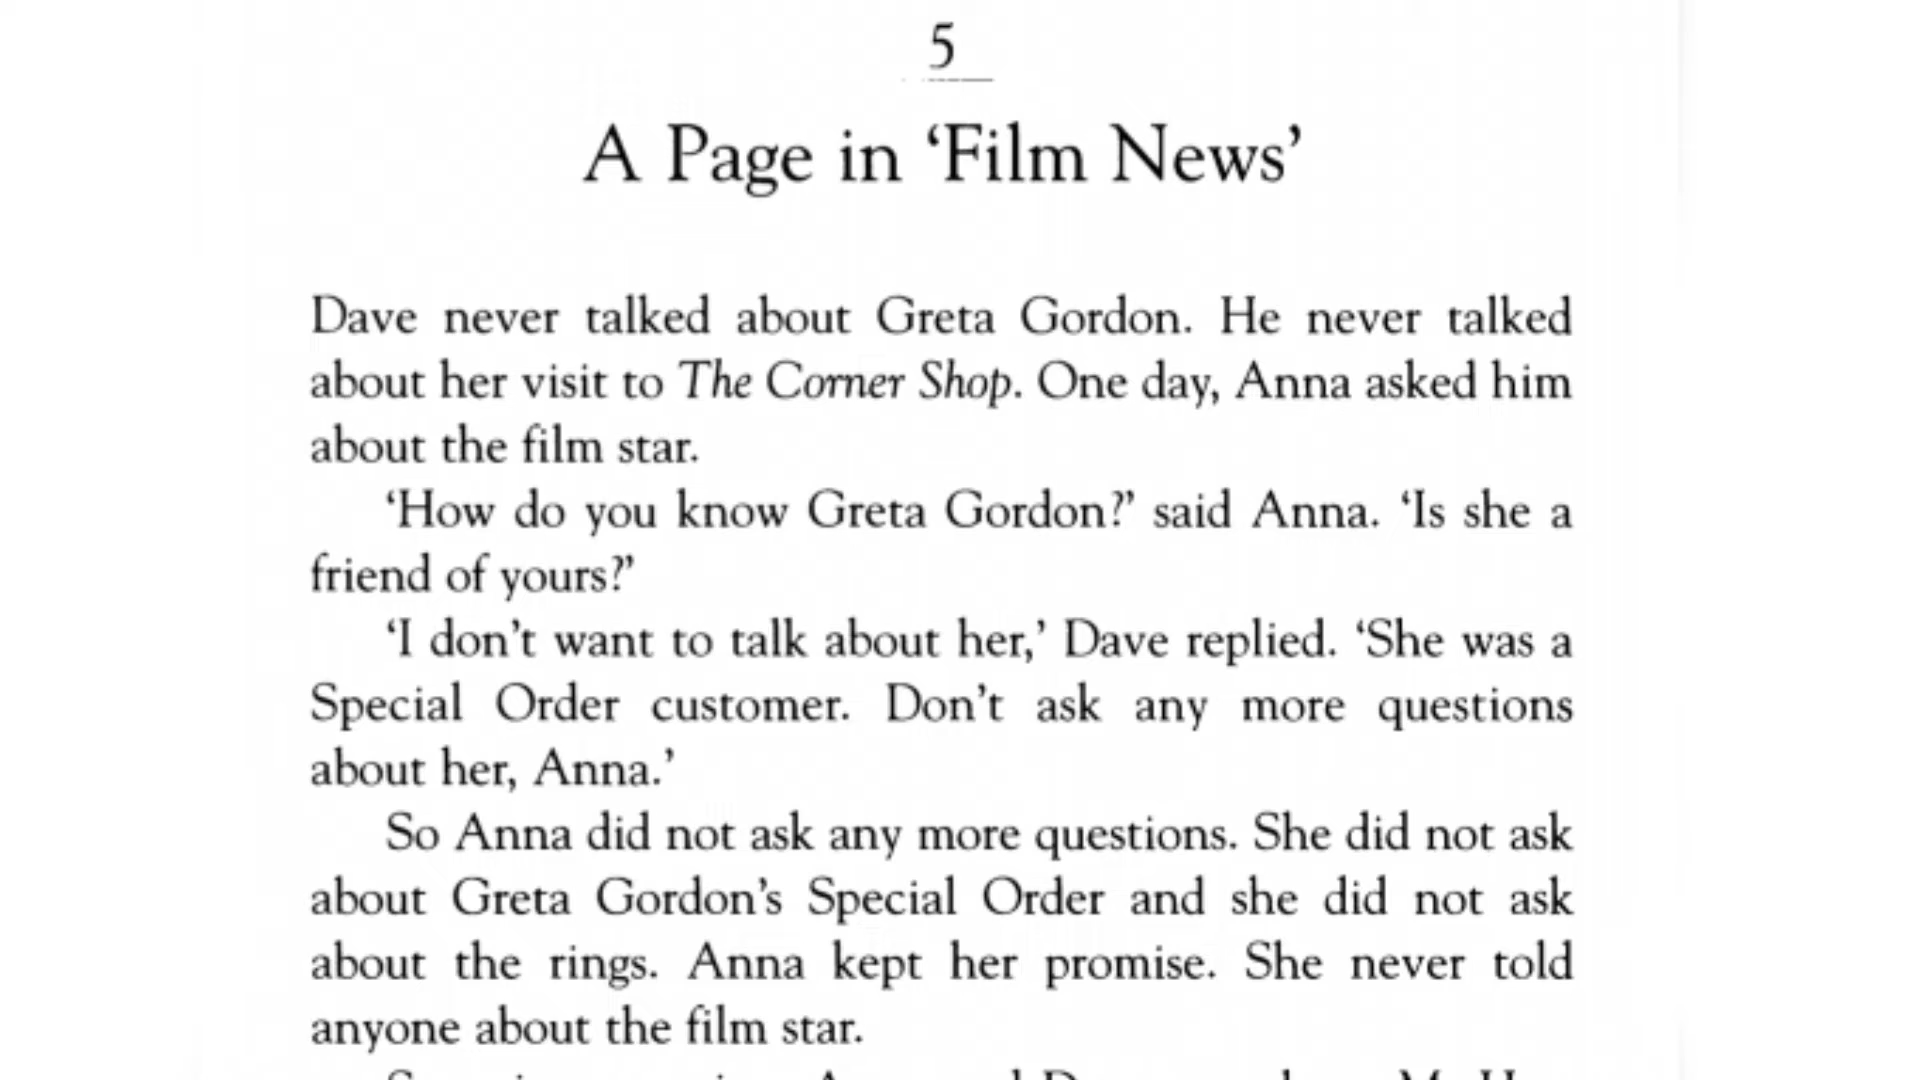 5
A Page in ‘Film News’
Dave never talked about Greta Gordon. He never talked
about her visit to The Corner Shop. One day, Anna asked him
about the film star.
‘How do you know Greta Gordon?’ said Anna. ‘Is she a
friend of yours?’
‘I don’t want to talk about her,’ Dave replied. ‘She was a
Special Order customer. Don’t ask any more questions
about her, Anna.’
So Anna did not ask any more questions. She did not ask
about Greta Gordon’s Special Order and she did not ask
about the rings. Anna kept her promise. She never told
anyone about the film star.